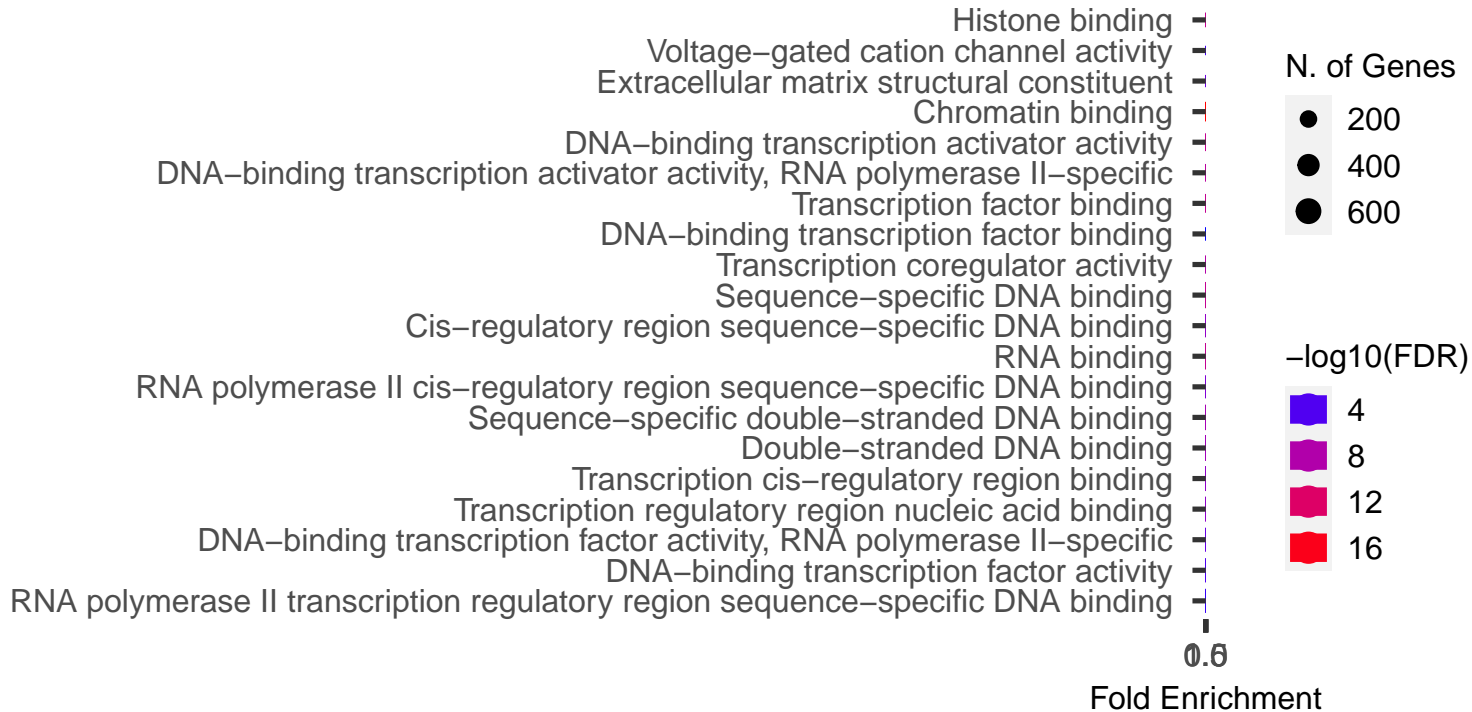 Histone binding
Voltage−gated cation channel activity
Extracellular matrix structural constituent
Chromatin binding
DNA−binding transcription activator activity
DNA−binding transcription activator activity, RNA polymerase II−specific
Transcription factor binding
DNA−binding transcription factor binding
Transcription coregulator activity
Sequence−specific DNA binding
Cis−regulatory region sequence−specific DNA binding
RNA binding
RNA polymerase II cis−regulatory region sequence−specific DNA binding
Sequence−specific double−stranded DNA binding
Double−stranded DNA binding
Transcription cis−regulatory region binding
Transcription regulatory region nucleic acid binding
DNA−binding transcription factor activity, RNA polymerase II−specific
DNA−binding transcription factor activity
RNA polymerase II transcription regulatory region sequence−specific DNA binding
Fold Enrichment
N. of Genes
200
400
600
−log10(FDR)
4
8
12
16